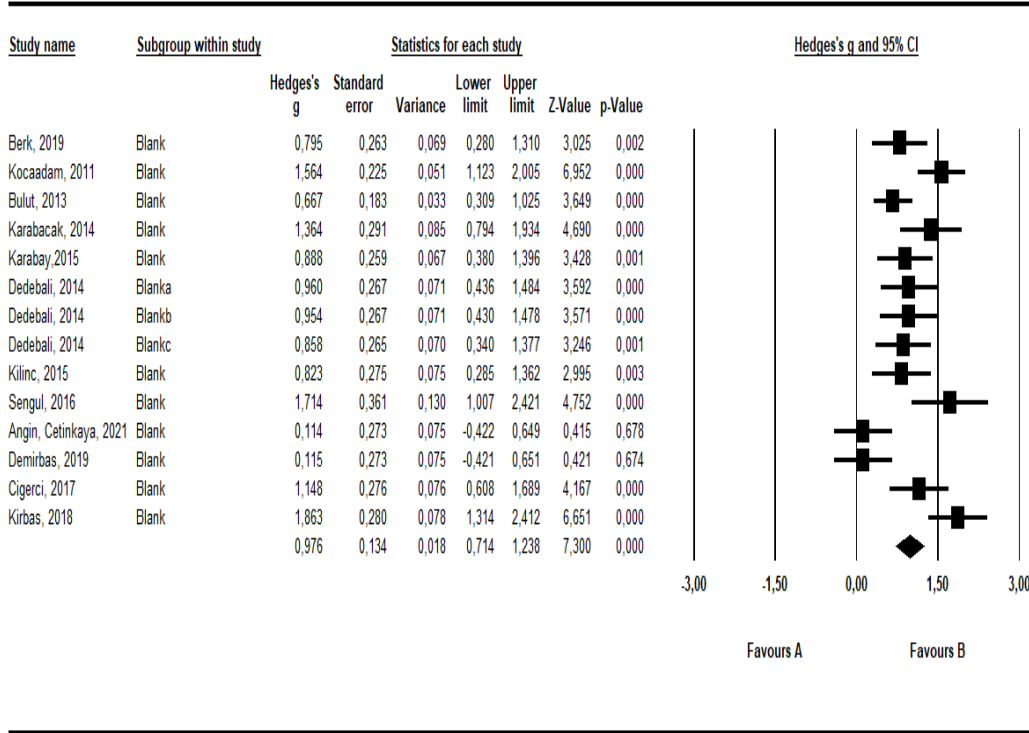 Study name Subgroup within study Statistics for each study Hedges's g and 95% CI
Hedges's Standard Lower Upper
g error Variance limit limit Z-Value p-Value
Berk, 2019 Blank 0,795 0,263 0,069 0,280 1,310 3,025 0,002
Kocaadam, 2011 Blank 1,564 0,225 0,051 1,123 2,005 6,952 0,000
Bulut, 2013 Blank 0,667 0,183 0,033 0,309 1,025 3,649 0,000
Karabacak, 2014 Blank 1,364 0,291 0,085 0,794 1,934 4,690 0,000
Karabay,2015 Blank 0,888 0,259 0,067 0,380 1,396 3,428 0,001
Dedebali, 2014 Blanka 0,960 0,267 0,071 0,436 1,484 3,592 0,000
Dedebali, 2014 Blankb 0,954 0,267 0,071 0,430 1,478 3,571 0,000
Dedebali, 2014 Blankc 0,858 0,265 0,070 0,340 1,377 3,246 0,001
Kilinc, 2015 Blank 0,823 0,275 0,075 0,285 1,362 2,995 0,003
Sengul, 2016 Blank 1,714 0,361 0,130 1,007 2,421 4,752 0,000
Angin, Cetinkaya, 2021 Blank 0,114 0,273 0,075 -0,422 0,649 0,415 0,678
Demirbas, 2019 Blank 0,115 0,273 0,075 -0,421 0,651 0,421 0,674
Cigerci, 2017 Blank 1,148 0,276 0,076 0,608 1,689 4,167 0,000
Kirbas, 2018 Blank 1,863 0,280 0,078 1,314 2,412 6,651 0,000
0,976 0,134 0,018 0,714 1,238 7,300 0,000
-3,00 -1,50 0,00 1,50 3,00
Favours A Favours B